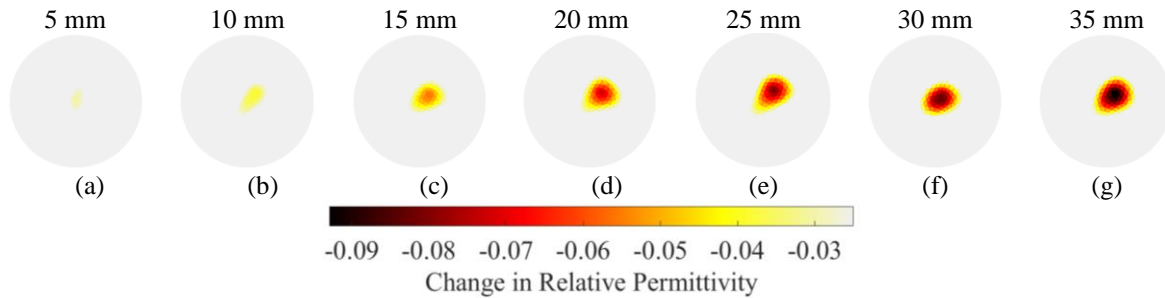 5 mm 10 mm 15 mm 20 mm 25 mm 30 mm 35 mm
(a) (b) (c) (d) (e) (f) (g)
-0.09 -0.08 -0.07 -0.06 -0.05 -0.04 -0.03
Change in Relative Permittivity